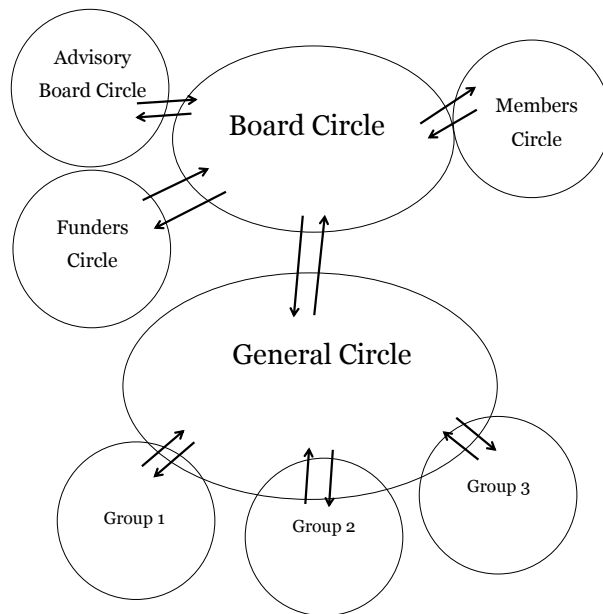 Advisory
Board Circle
Board Circle
Members
Circle
Funders
Circle
General Circle
Group 1
Group 2
Group 3